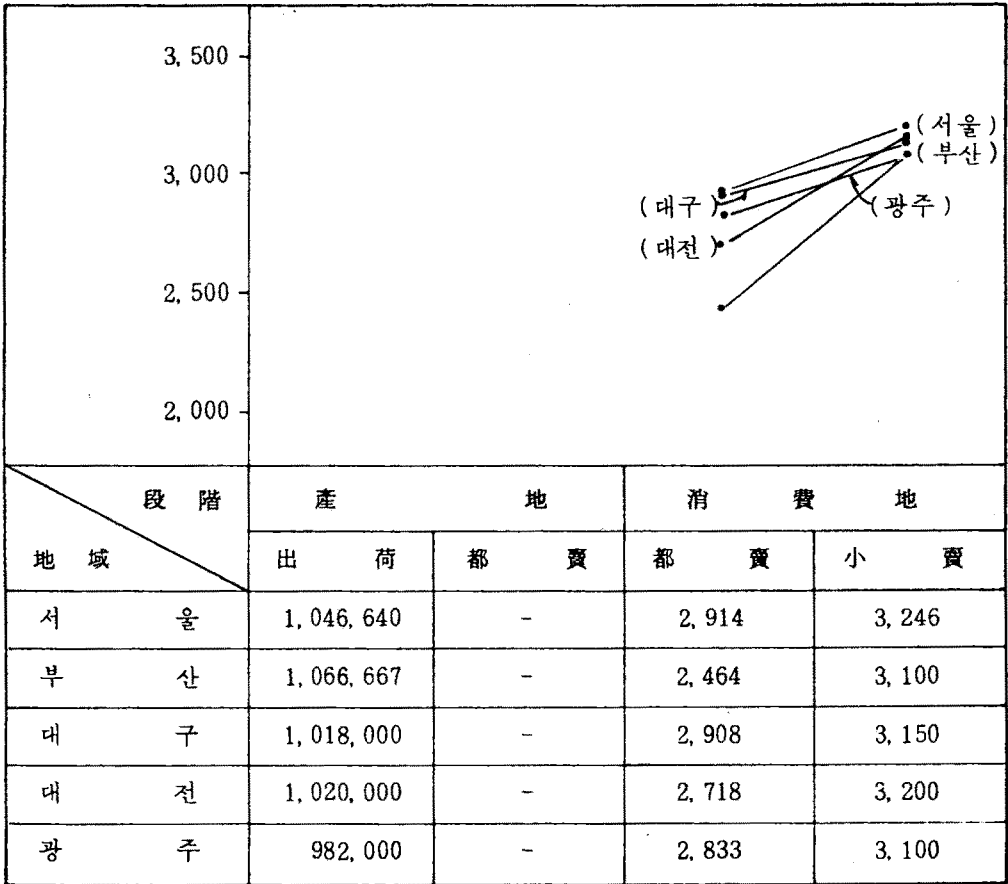 3,500
3,000
2,500
2,000
(서울)
(부산)
(대구)
(광주)
(대전)
段 階
地 域
産 地
消 費 地
出 荷
都 賣
都 賣
小 賣
서 울 1,046,640 - 2,914 3,246
부 산 1,066,667 - 2,464 3,100
대 구 1,018,000 - 2,908 3,150
대 전 1,020,000 - 2,718 3,200
광 주 982,000 - 2,833 3,100